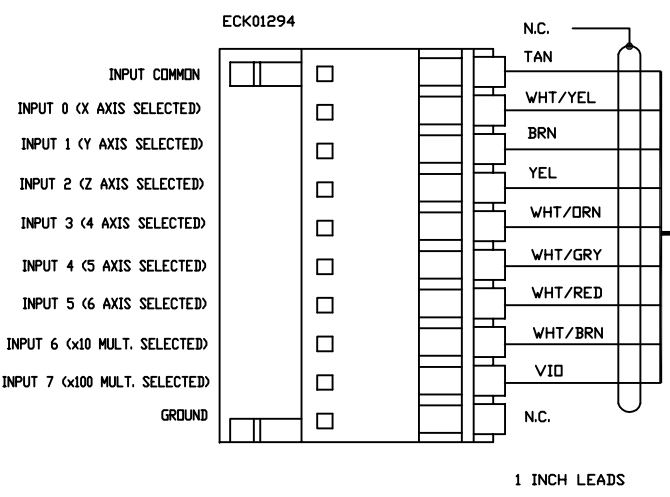 ECK01294
N.C.
INPUT COMMON TAN
INPUT 0 (X AXIS SELECTED) WHT/YEL
INPUT 1 (Y AXIS SELECTED) BRN
INPUT 2 (Z AXIS SELECTED) YEL
INPUT 3 (4 AXIS SELECTED) WHT/ORN
INPUT 4 (5 AXIS SELECTED) WHT/GRY
INPUT 5 (6 AXIS SELECTED) WHT/RED
INPUT 6 (x10 MULT. SELECTED) WHT/BRN
INPUT 7 (x100 MULT. SELECTED) VIO
GROUND N.C.
1 INCH LEADS